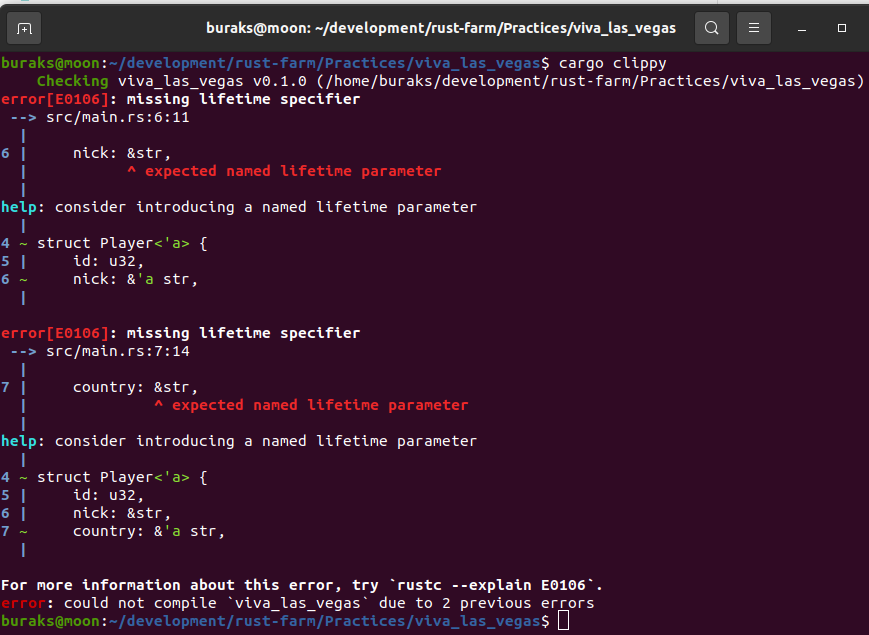 buraks@moon: ~/development/rust-farm/Practices/viva_las_vegas
buraks@moon:~/development/rust-farm/Practices/viva_las_vegas$ cargo clippy
    Checking viva_las_vegas v0.1.0 (/home/buraks/development/rust-farm/Practices/viva_las_vegas)
error[E0106]: missing lifetime specifier
 --> src/main.rs:6:11
  |
6 |     nick: &str,
  |           ^ expected named lifetime parameter
  |
help: consider introducing a named lifetime parameter
  |
4 ~ struct Player<'a> {
5 |     id: u32,
6 ~     nick: &'a str,
  |
error[E0106]: missing lifetime specifier
 --> src/main.rs:7:14
  |
7 |     country: &str,
  |              ^ expected named lifetime parameter
  |
help: consider introducing a named lifetime parameter
  |
4 ~ struct Player<'a> {
5 |     id: u32,
6 |     nick: &str,
7 ~     country: &'a str,
  |
For more information about this error, try `rustc --explain E0106`.
error: could not compile `viva_las_vegas` due to 2 previous errors
buraks@moon:~/development/rust-farm/Practices/viva_las_vegas$